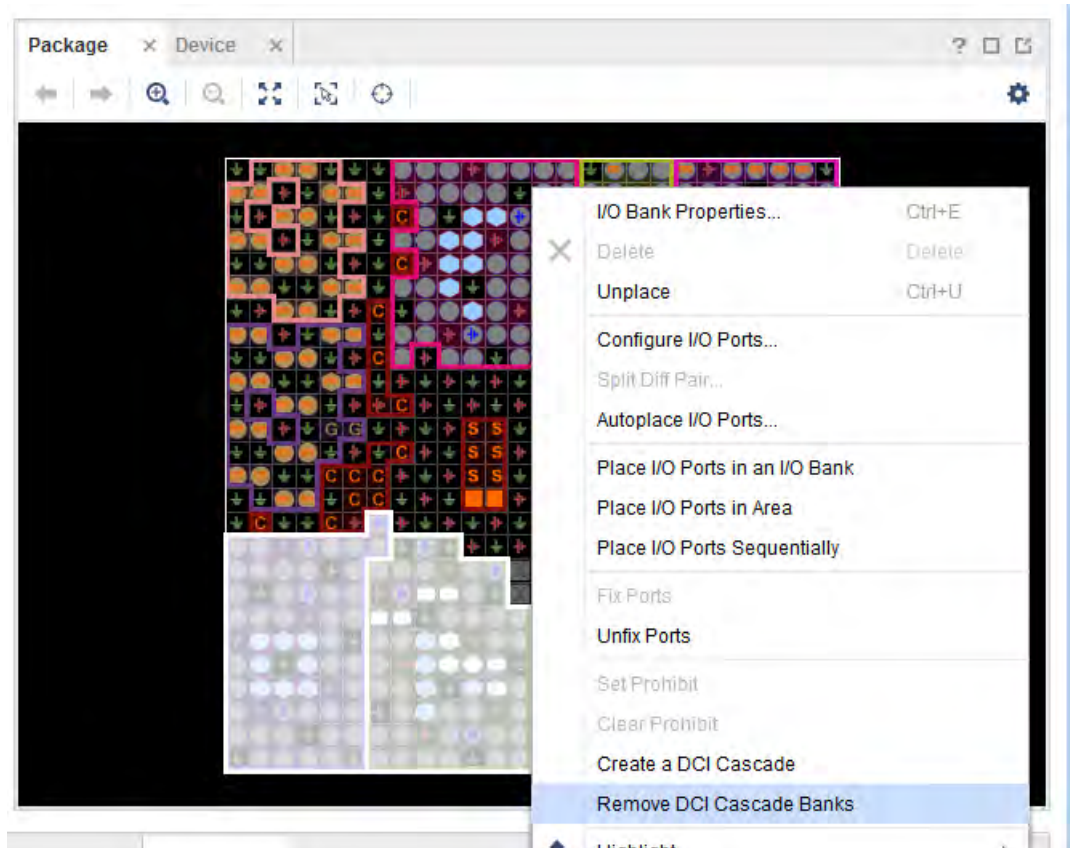 Package Device ?
I/O Bank Properties... Ctrl+E
Delete Delete
Unplace Ctrl+U
Configure I/O Ports...
Split Diff Pair...
Autoplace I/O Ports...
Place I/O Ports in an I/O Bank
Place I/O Ports in Area
Place I/O Ports Sequentially
Fix Ports
Unfix Ports
Set Prohibit
Clear Prohibit
Create a DCI Cascade
Remove DCI Cascade Banks
Highlight
C
C
C
C
C
G G S S
C S S
C C C S S
C C
C C